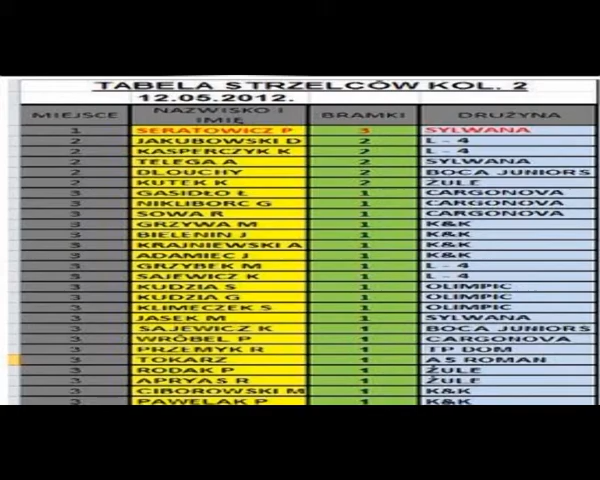 TABELA STRZELCÓW KOL. 2
12.05.2012.
MIEJSCE NAZWISKO I IMIĘ BRAMKI DRUŻYNA
1 SERATOWICZ P 3 SYLWANA
2 JAKUBOWSKI D 2 L - 4
2 KASPERCZYK K 2 L - 4
2 TELEGA A 2 SYLWANA
2 DLOUCHY 2 BOCA JUNIORS
2 KUTEK K 2 ŻULE
3 GASIDŁO Ł 1 CARGONOVA
3 NIKLIBORC G 1 CARGONOVA
3 SOWA R 1 CARGONOVA
3 GRZYWA M 1 K&K
3 BIELENIN J 1 K&K
3 KRAJNIEWSKI A 1 K&K
3 ADAMIEC J 1 K&K
3 GRZYBEK M 1 L - 4
3 SAJEWICZ K 1 L - 4
3 KUDZIA S 1 OLIMPIC
3 KUDZIA G 1 OLIMPIC
3 KLIMECZEK S 1 OLIMPIC
3 JASEK M 1 SYLWANA
3 SAJEWICZ K 1 BOCA JUNIORS
3 WRÓBEL P 1 CARGONOVA
3 PRZEMYK R 1 TP DOM
3 TOKARZ 1 AS ROMAN
3 RODAK P 1 ŻULE
3 APRYAS R 1 ŻULE
3 CIBOROWSKI M 1 K&K
3 PAWELAK P 1 K&K